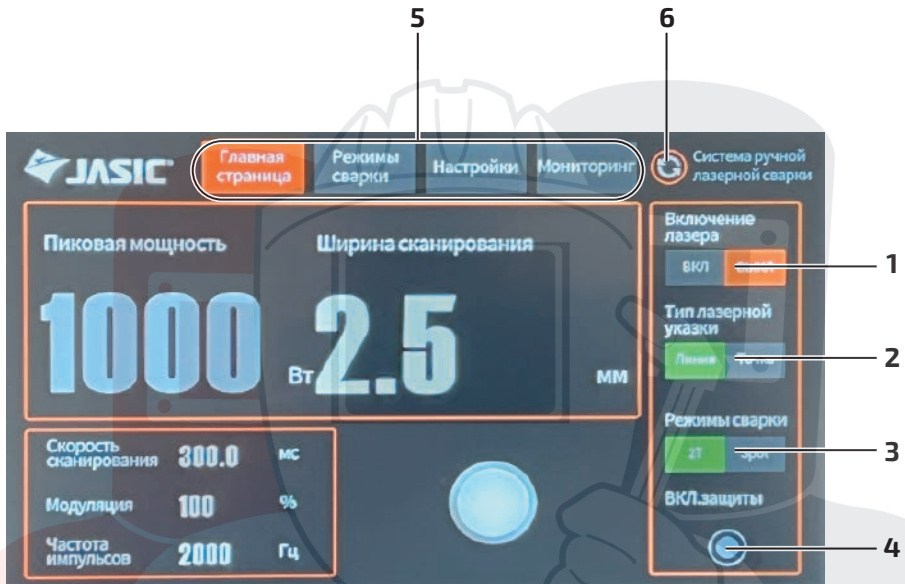 5
6
JASIC
Главная
страница
Режимы
сварки
Настройки
Мониторинг
Система ручной
лазерной сварки
Пиковая мощность
Ширина сканирования
1000
Вт
2.5
мм
Включение
лазера
ВКЛ
ВЫКЛ
1
Тип лазерной
указки
Линия
Точка
2
Режимы сварки
2T
Spot
3
ВКЛ.защиты
4
Скорость
сканирования
300.0
мс
Модуляция
100
%
Частота
импульсов
2000
Гц